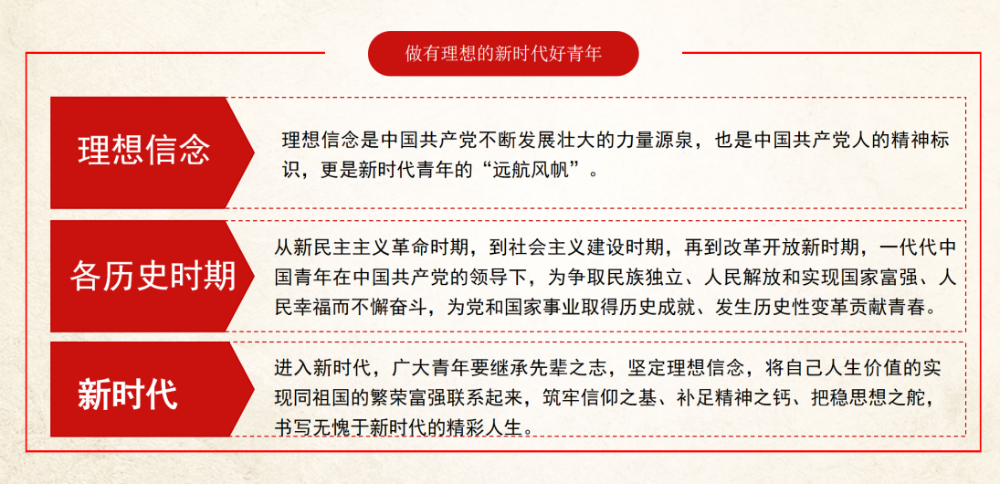 做有理想的新时代好青年
理想信念
理想信念是中国共产党不断发展壮大的力量源泉，也是中国共产党人的精神标
识，更是新时代青年的“远航风帆”。
各历史时期
从新民主主义革命时期，到社会主义建设时期，再到改革开放新时期，一代代中
国青年在中国共产党的领导下，为争取民族独立、人民解放和实现国家富强、人
民幸福而不懈奋斗，为党和国家事业取得历史成就、发生历史性变革贡献青春。
新时代
进入新时代，广大青年要继承先辈之志，坚定理想信念，将自己人生价值的实
现同祖国的繁荣富强联系起来，筑牢信仰之基、补足精神之钙、把稳思想之舵，
书写无愧于新时代的精彩人生。